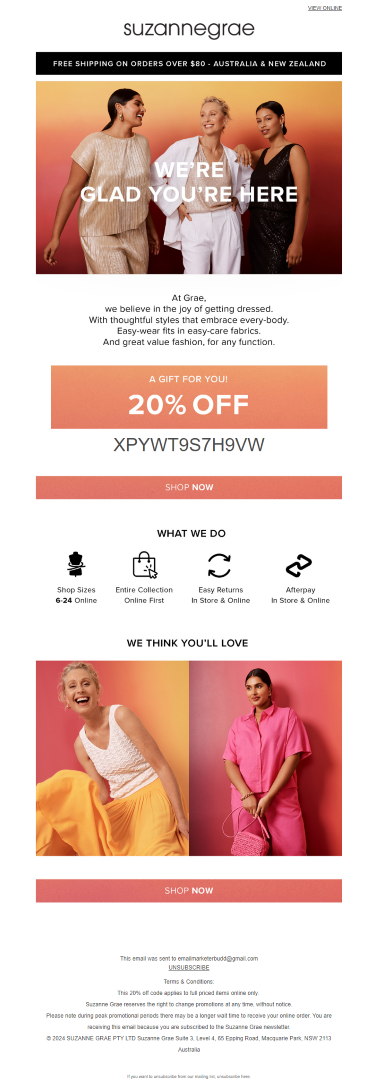 VIEW ONLINE
suzannegrae
FREE SHIPPING ON ORDERS OVER $80 - AUSTRALIA & NEW ZEALAND
WE'RE
GLAD YOU'RE HERE
At Grae,
we believe in the joy of getting dressed.
With thoughtful styles that embrace every-body.
Easy-wear fits in easy-care fabrics.
And great value fashion, for any function.
A GIFT FOR YOU!
20% OFF
XPYWT9S7H9VW
SHOP NOW
WHAT WE DO
Shop Sizes
6-24 Online
Entire Collection
Online First
Easy Returns
In Store & Online
Afterpay
In Store & Online
WE THINK YOU'LL LOVE
SHOP NOW
This email was sent to emailmarketerbudd@gmail.com
UNSUBSCRIBE
Terms & Conditions:
This 20% off code applies to full priced items online only.
Suzanne Grae reserves the right to change promotions at any time, without notice.
Please note during peak promotional periods there may be a longer wait time to receive your online order. You are
receiving this email because you are subscribed to the Suzanne Grae newsletter.
© 2024 SUZANNE GRAE PTY LTD Suzanne Grae Suite 3, Level 4, 65 Epping Road, Macquarie Park, NSW 2113
Australia
If you want to unsubscribe from our mailing list, unsubscribe here